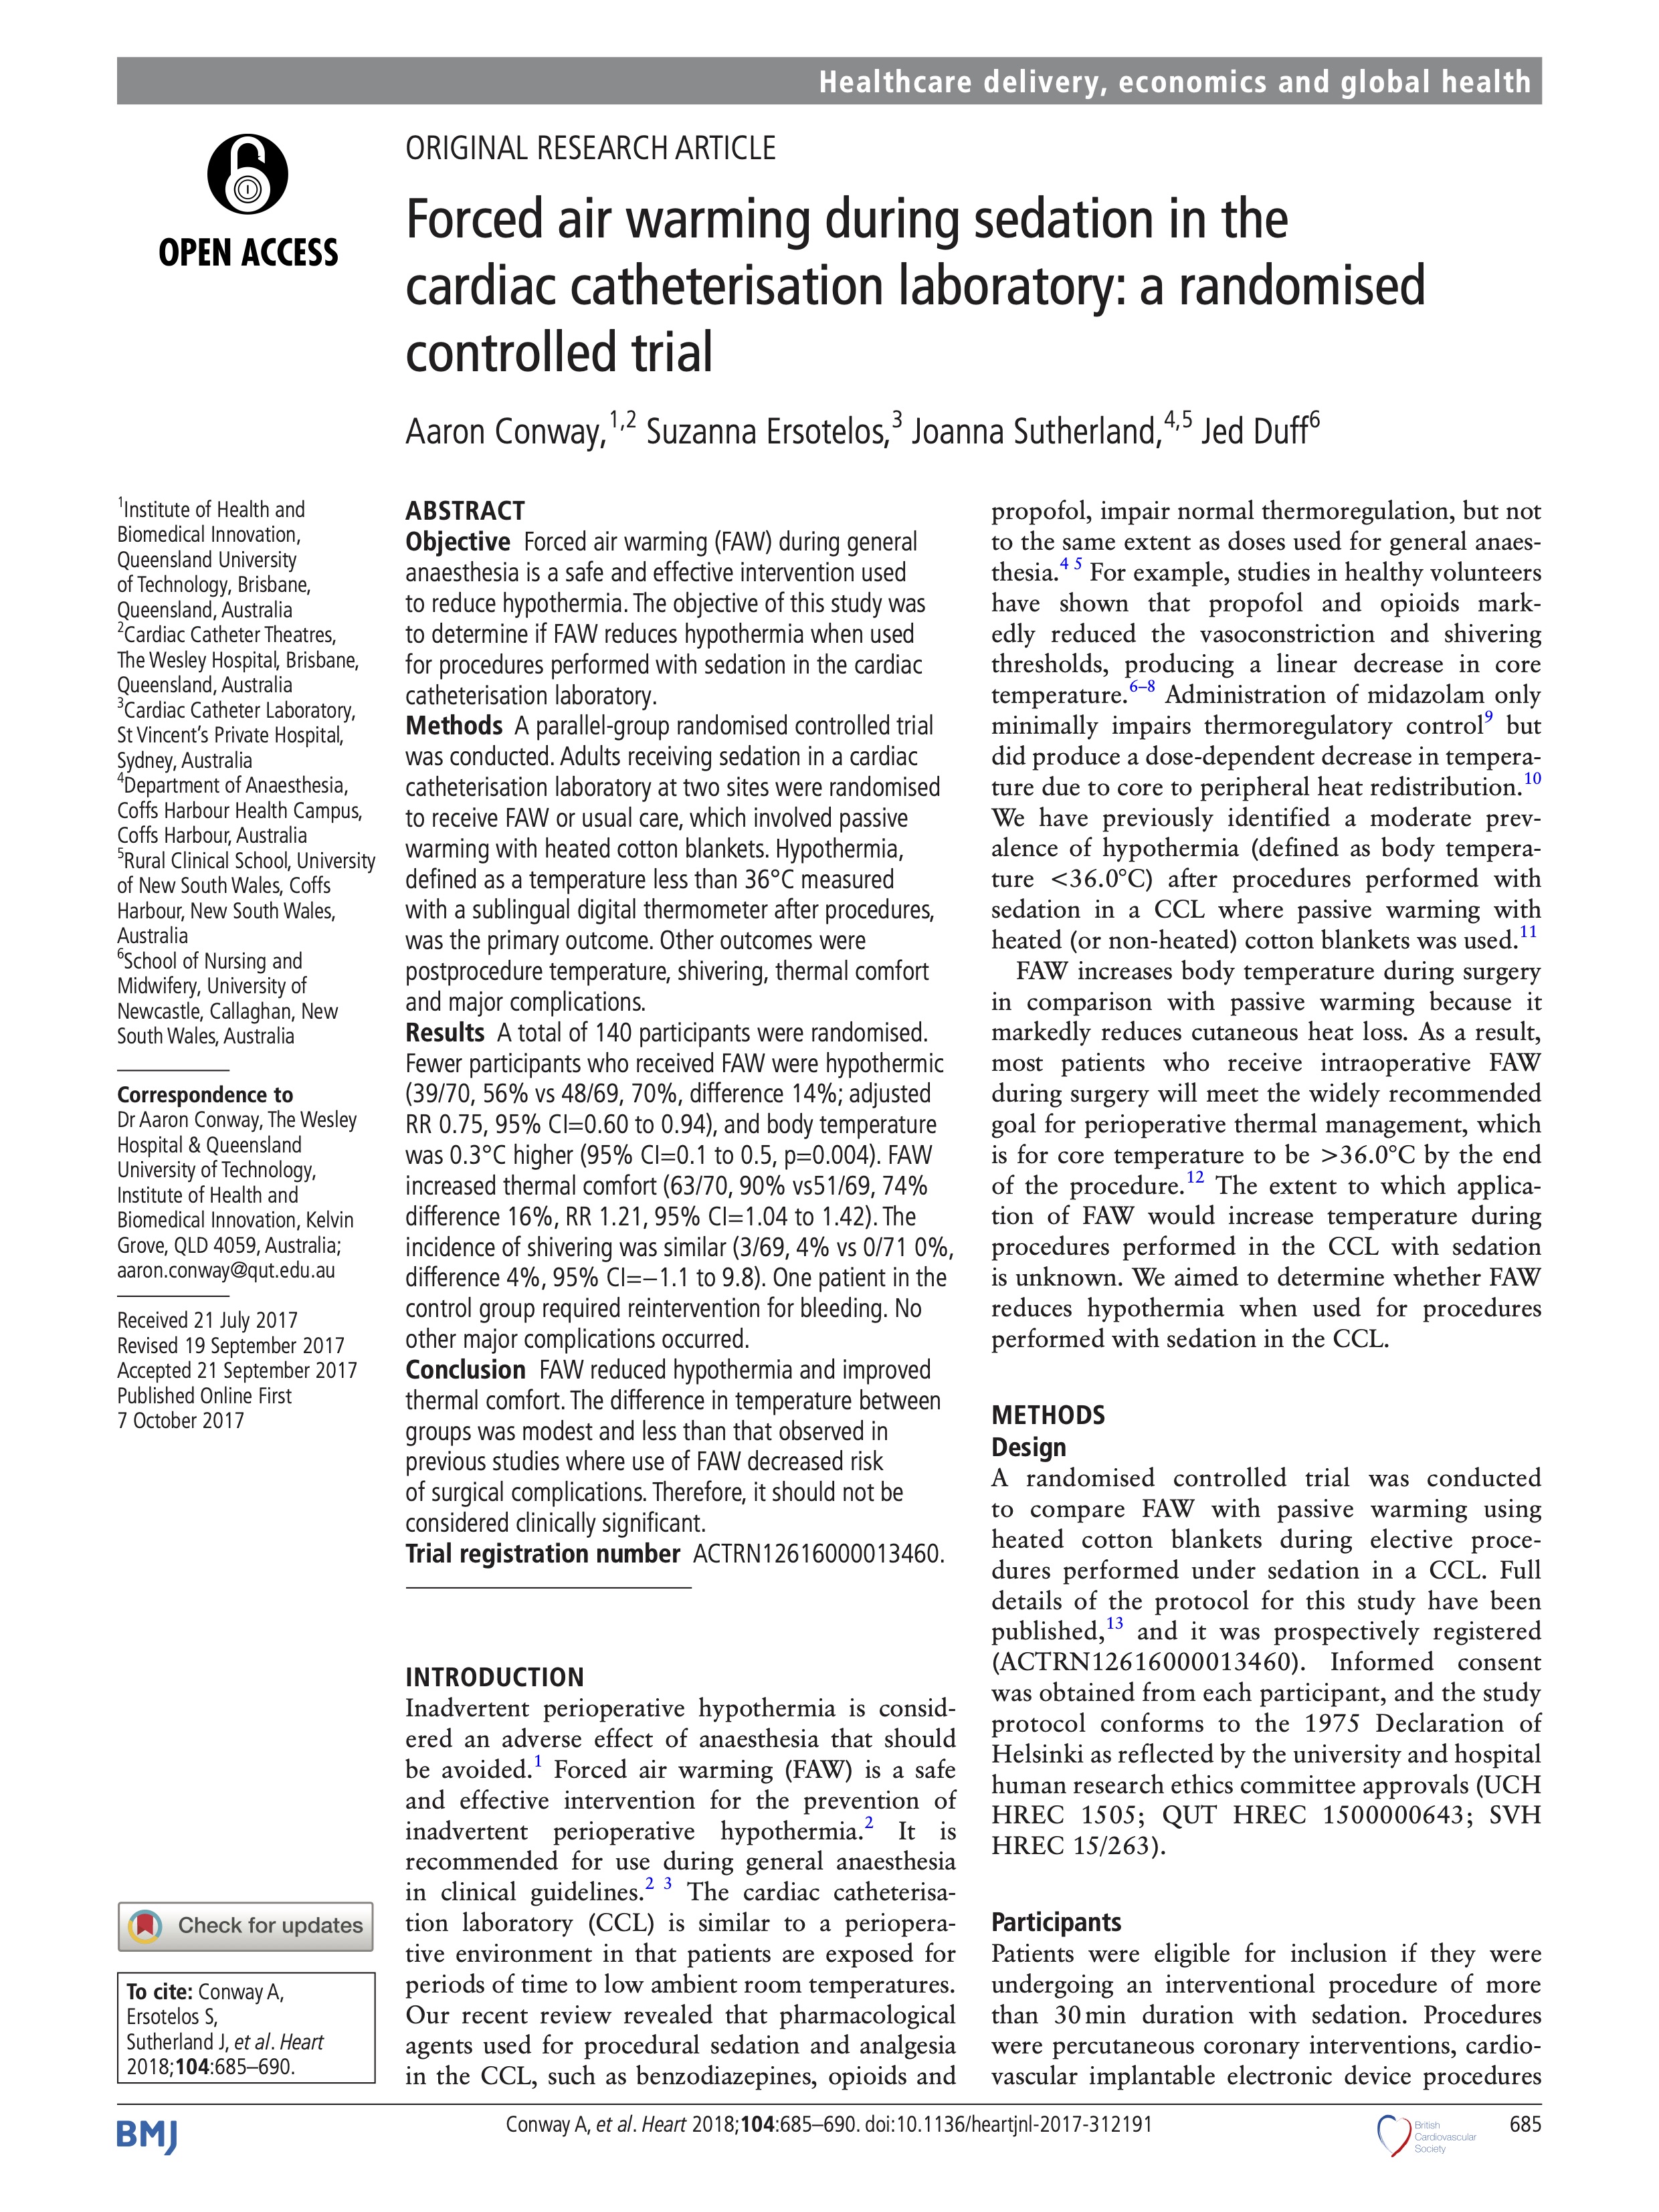 Healthcare delivery, economics and global health
OPEN ACCESS
ORIGINAL RESEARCH ARTICLE
Forced air warming during sedation in the
cardiac catheterisation laboratory: a randomised
controlled trial
Aaron Conway,1,2 Suzanna Ersotelos,3 Joanna Sutherland,4,5 Jed Duff6
1Institute of Health and
Biomedical Innovation,
Queensland University
of Technology, Brisbane,
Queensland, Australia
2Cardiac Catheter Theatres,
The Wesley Hospital, Brisbane,
Queensland, Australia
3Cardiac Catheter Laboratory,
St Vincent's Private Hospital,
Sydney, Australia
4Department of Anaesthesia,
Coffs Harbour Health Campus,
Coffs Harbour, Australia
5Rural Clinical School, University
of New South Wales, Coffs
Harbour, New South Wales,
Australia
6School of Nursing and
Midwifery, University of
Newcastle, Callaghan, New
South Wales, Australia
Correspondence to
Dr Aaron Conway, The Wesley
Hospital & Queensland
University of Technology,
Institute of Health and
Biomedical Innovation, Kelvin
Grove, QLD 4059, Australia;
aaron.conway@qut.edu.au
Received 21 July 2017
Revised 19 September 2017
Accepted 21 September 2017
Published Online First
7 October 2017
Check for updates
To cite: Conway A,
Ersotelos S,
Sutherland J, et al. Heart
2018;104:685–690.
ABSTRACT
Objective Forced air warming (FAW) during general
anaesthesia is a safe and effective intervention used
to reduce hypothermia. The objective of this study was
to determine if FAW reduces hypothermia when used
for procedures performed with sedation in the cardiac
catheterisation laboratory.
Methods A parallel-group randomised controlled trial
was conducted. Adults receiving sedation in a cardiac
catheterisation laboratory at two sites were randomised
to receive FAW or usual care, which involved passive
warming with heated cotton blankets. Hypothermia,
defined as a temperature less than 36°C measured
with a sublingual digital thermometer after procedures,
was the primary outcome. Other outcomes were
postprocedure temperature, shivering, thermal comfort
and major complications.
Results A total of 140 participants were randomised.
Fewer participants who received FAW were hypothermic
(39/70, 56% vs 48/69, 70%, difference 14%; adjusted
RR 0.75, 95% CI=0.60 to 0.94), and body temperature
was 0.3°C higher (95% CI=0.1 to 0.5, p=0.004). FAW
increased thermal comfort (63/70, 90% vs51/69, 74%
difference 16%, RR 1.21, 95% CI=1.04 to 1.42). The
incidence of shivering was similar (3/69, 4% vs 0/71 0%,
difference 4%, 95% CI=−1.1 to 9.8). One patient in the
control group required reintervention for bleeding. No
other major complications occurred.
Conclusion FAW reduced hypothermia and improved
thermal comfort. The difference in temperature between
groups was modest and less than that observed in
previous studies where use of FAW decreased risk
of surgical complications. Therefore, it should not be
considered clinically significant.
Trial registration number ACTRN12616000013460.
INTRODUCTION
Inadvertent perioperative hypothermia is consid-
ered an adverse effect of anaesthesia that should
be avoided.1 Forced air warming (FAW) is a safe
and effective intervention for the prevention of
inadvertent perioperative hypothermia.2 It is
recommended for use during general anaesthesia
in clinical guidelines.2 3 The cardiac catheterisa-
tion laboratory (CCL) is similar to a periopera-
tive environment in that patients are exposed for
periods of time to low ambient room temperatures.
Our recent review revealed that pharmacological
agents used for procedural sedation and analgesia
in the CCL, such as benzodiazepines, opioids and
propofol, impair normal thermoregulation, but not
to the same extent as doses used for general anaes-
thesia.4 5 For example, studies in healthy volunteers
have shown that propofol and opioids mark-
edly reduced the vasoconstriction and shivering
thresholds, producing a linear decrease in core
temperature.6–8 Administration of midazolam only
minimally impairs thermoregulatory control9 but
did produce a dose-dependent decrease in tempera-
ture due to core to peripheral heat redistribution.10
We have previously identified a moderate prev-
alence of hypothermia (defined as body tempera-
ture <36.0°C) after procedures performed with
sedation in a CCL where passive warming with
heated (or non-heated) cotton blankets was used.11
FAW increases body temperature during surgery
in comparison with passive warming because it
markedly reduces cutaneous heat loss. As a result,
most patients who receive intraoperative FAW
during surgery will meet the widely recommended
goal for perioperative thermal management, which
is for core temperature to be >36.0°C by the end
of the procedure.12 The extent to which applica-
tion of FAW would increase temperature during
procedures performed in the CCL with sedation
is unknown. We aimed to determine whether FAW
reduces hypothermia when used for procedures
performed with sedation in the CCL.
METHODS
Design
A randomised controlled trial was conducted
to compare FAW with passive warming using
heated cotton blankets during elective proce-
dures performed under sedation in a CCL. Full
details of the protocol for this study have been
published,13 and it was prospectively registered
(ACTRN12616000013460). Informed consent
was obtained from each participant, and the study
protocol conforms to the 1975 Declaration of
Helsinki as reflected by the university and hospital
human research ethics committee approvals (UCH
HREC 1505; QUT HREC 1500000643; SVH
HREC 15/263).
Participants
Patients were eligible for inclusion if they were
undergoing an interventional procedure of more
than 30 min duration with sedation. Procedures
were percutaneous coronary interventions, cardio-
vascular implantable electronic device procedures
BMJ
Conway A, et al. Heart 2018;104:685–690. doi:10.1136/heartjnl-2017-312191
British
Cardiovascular
Society
685